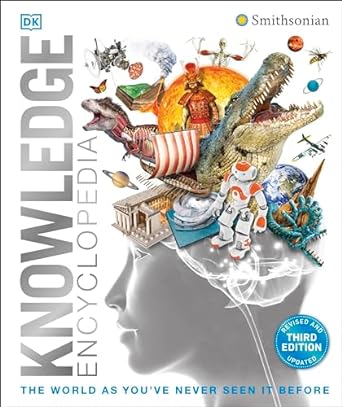 DK
Smithsonian
KNOWLEDGE
ENCYCLOPEDIA
REVISED AND
THIRD
EDITION
UPDATED
THE WORLD AS YOU'VE NEVER SEEN IT BEFORE